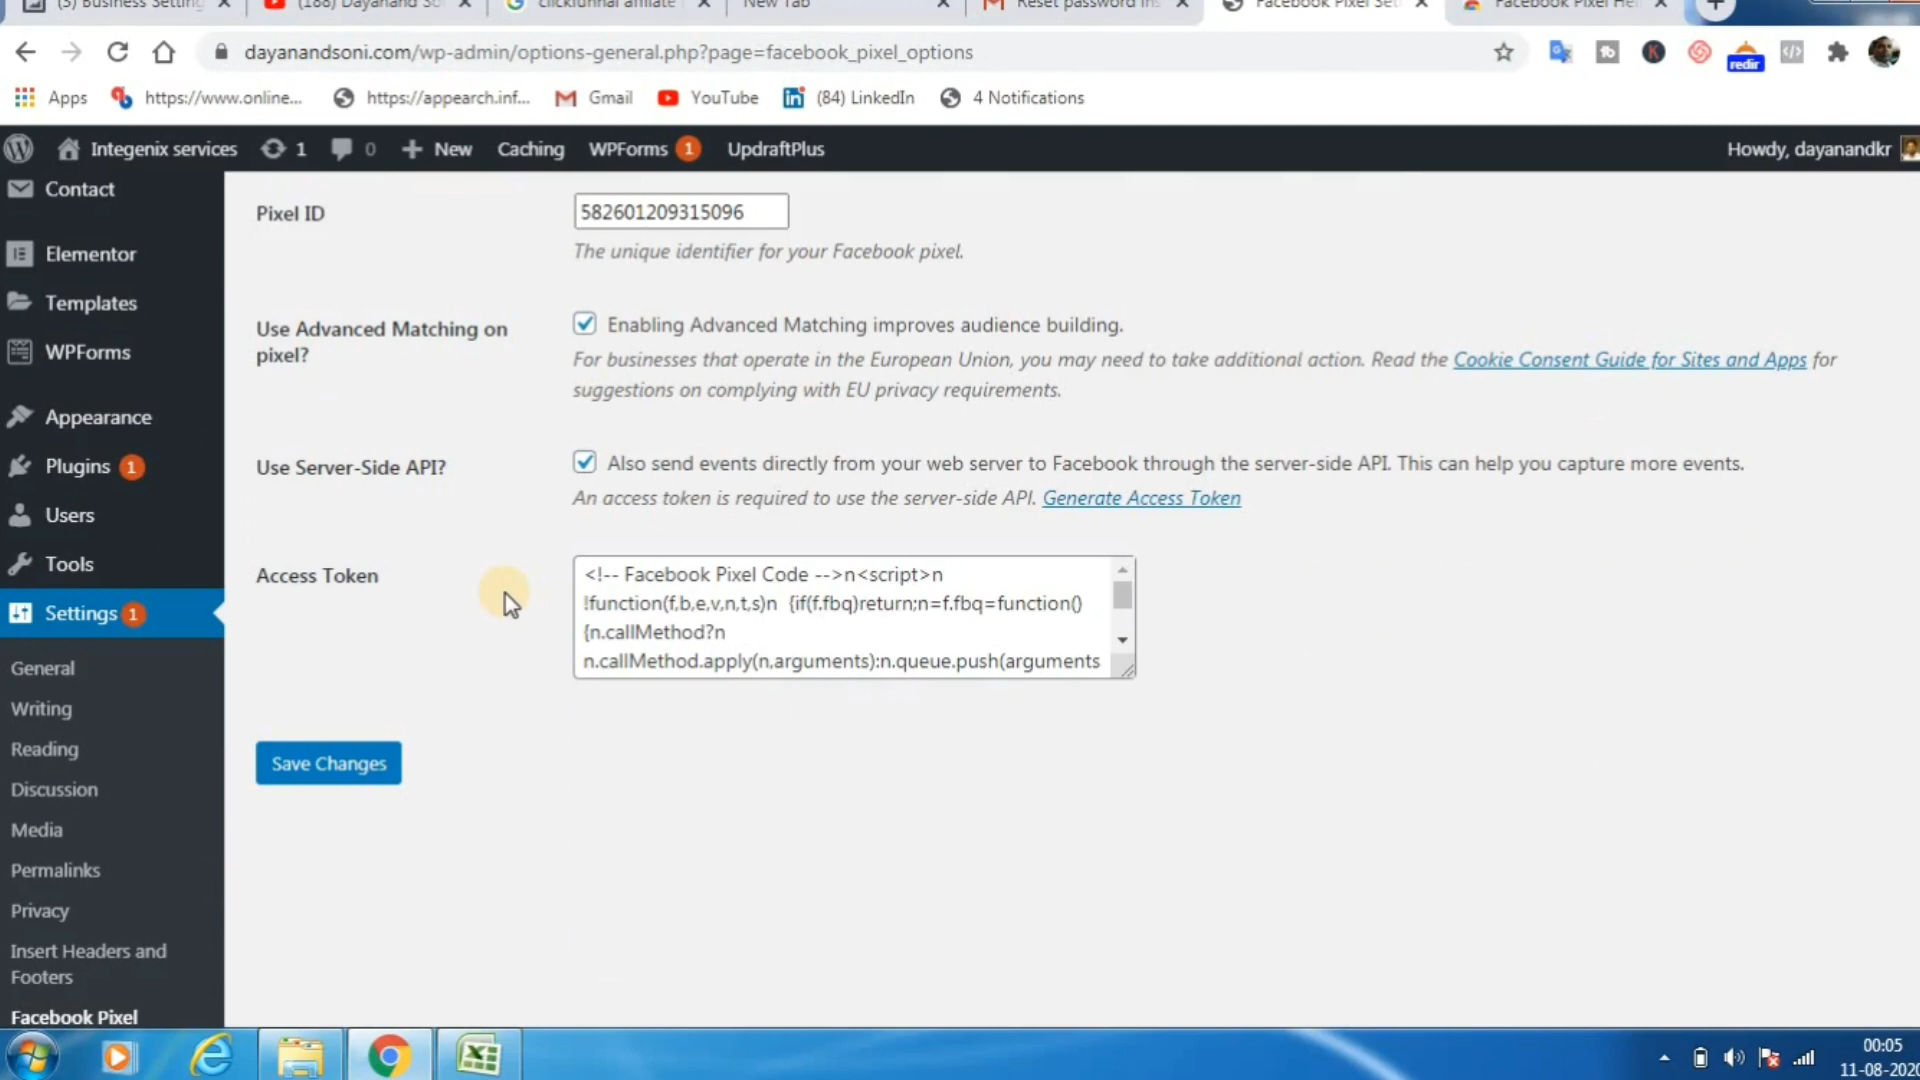 (3) Business Setting
(188) Dayanand So
clickfunnal affilate
New Tab
Reset password ins
Facebook Pixel Set
Facebook Pixel He
dayanandsoni.com/wp-admin/options-general.php?page=facebook_pixel_options
redir
Apps
https://www.online...
https://appearch.inf...
Gmail
YouTube
(84) LinkedIn
4 Notifications
Integenix services
1
0
New
Caching
WPForms 1
UpdraftPlus
Howdy, dayanandkr
Contact
Elementor
Templates
WPForms
Appearance
Plugins 1
Users
Tools
Settings 1
General
Writing
Reading
Discussion
Media
Permalinks
Privacy
Insert Headers and
Footers
Facebook Pixel
Pixel ID
582601209315096
The unique identifier for your Facebook pixel.
Use Advanced Matching on
pixel?
Enabling Advanced Matching improves audience building.
For businesses that operate in the European Union, you may need to take additional action. Read the Cookie Consent Guide for Sites and Apps for
suggestions on complying with EU privacy requirements.
Use Server-Side API?
Also send events directly from your web server to Facebook through the server-side API. This can help you capture more events.
An access token is required to use the server-side API. Generate Access Token
Access Token
<!-- Facebook Pixel Code -->n<script>n
!function(f,b,e,v,n,t,s)n {if(f.fbq)return;n=f.fbq=function()
{n.callMethod?n
n.callMethod.apply(n,arguments):n.queue.push(arguments
Save Changes
00:05
11-08-2020